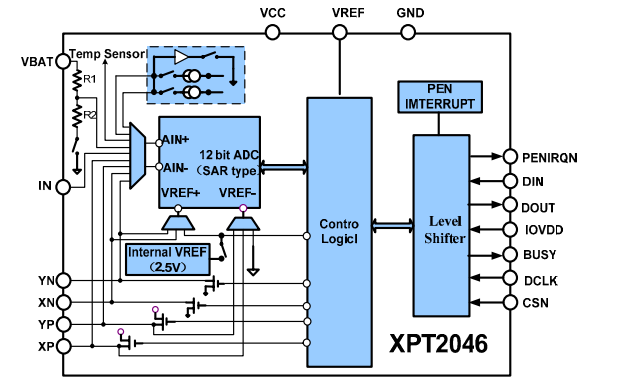 VCC VREF GND
VBAT
Temp Sensor
R1
R2
PEN
IMTERRUPT
AIN+
12 bit ADC
(SAR type)
AIN-
VREF+ VREF-
PENIRQN
DIN
DOUT
IOVDD
BUSY
DCLK
CSN
IN
Contro
Logicl
Level
Shifter
Internal VREF
(2.5V)
YN
XN
YP
XP
XPT2046